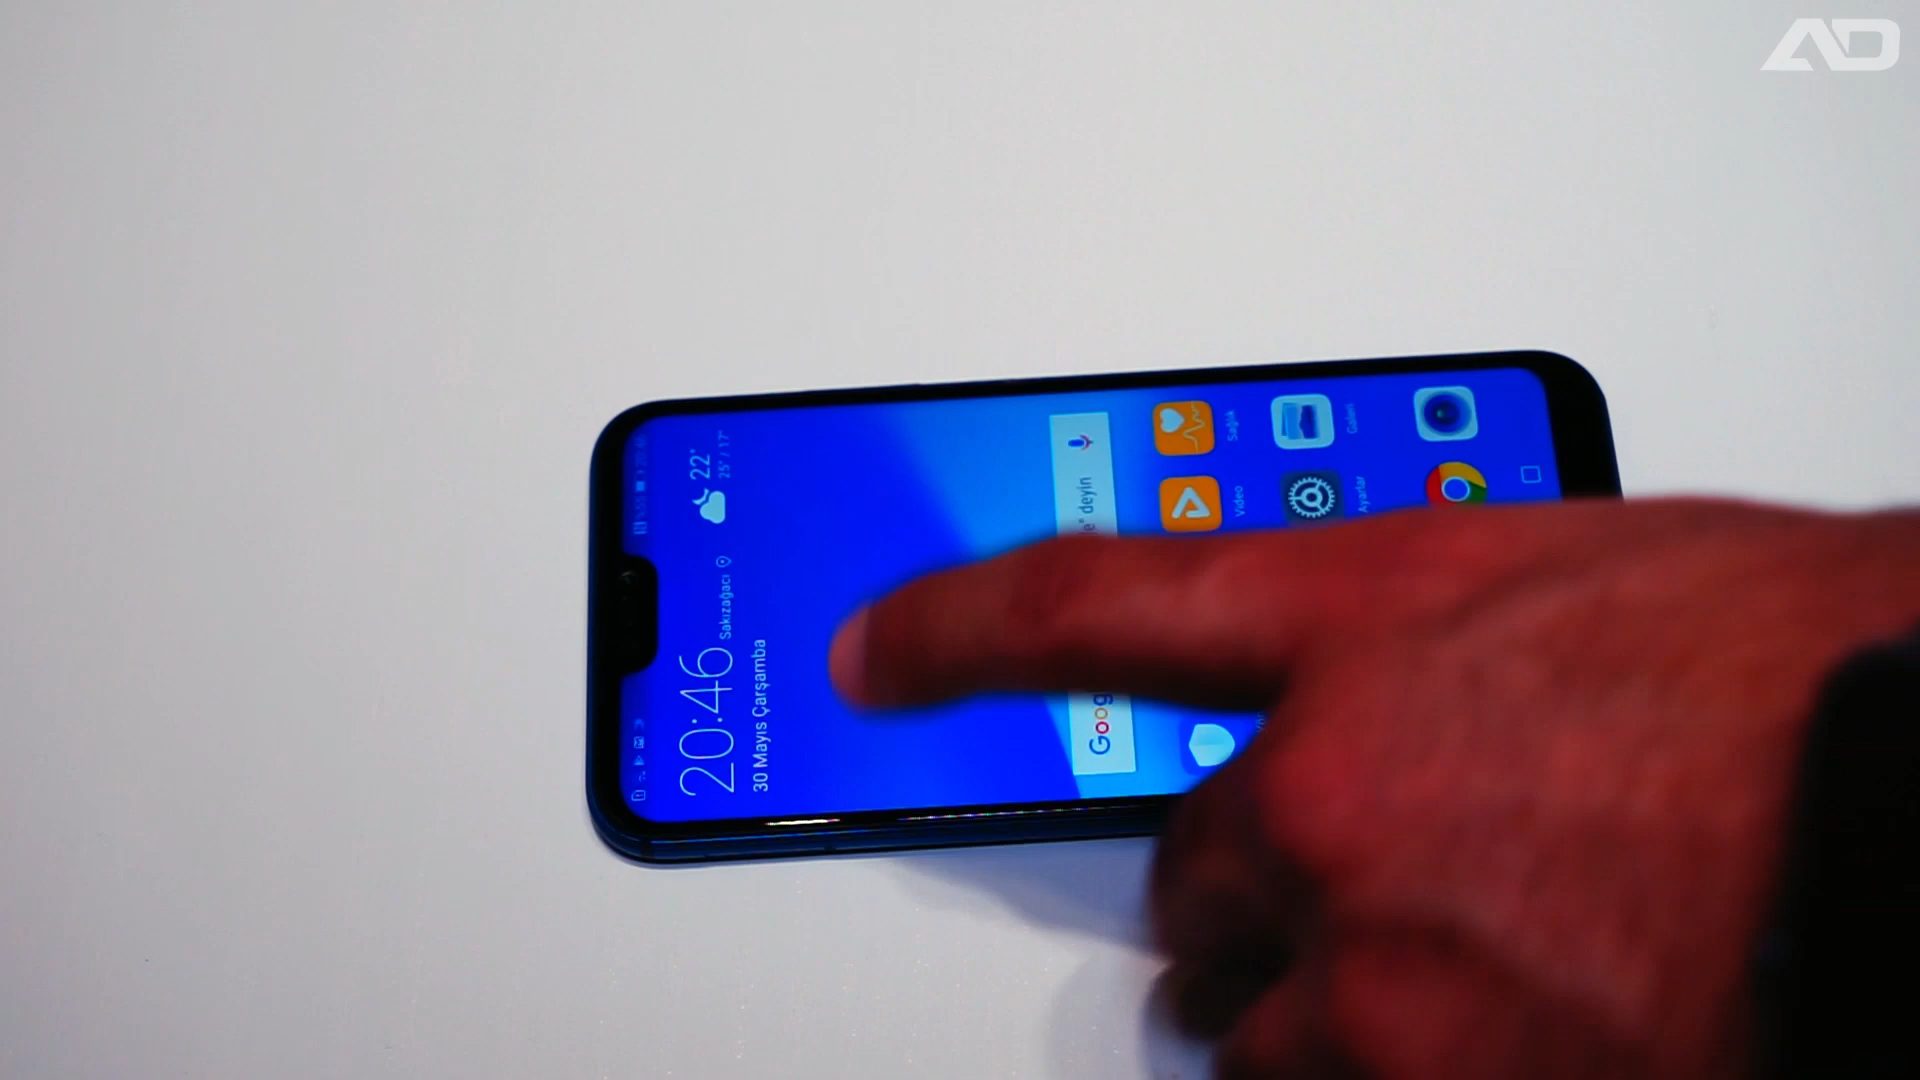 AD
22°
25° / 17°
20:46
Sakızağacı
30 Mayıs Çarşamba
Goog
e" deyin
Sağlık
Galeri
Video
Ayarlar